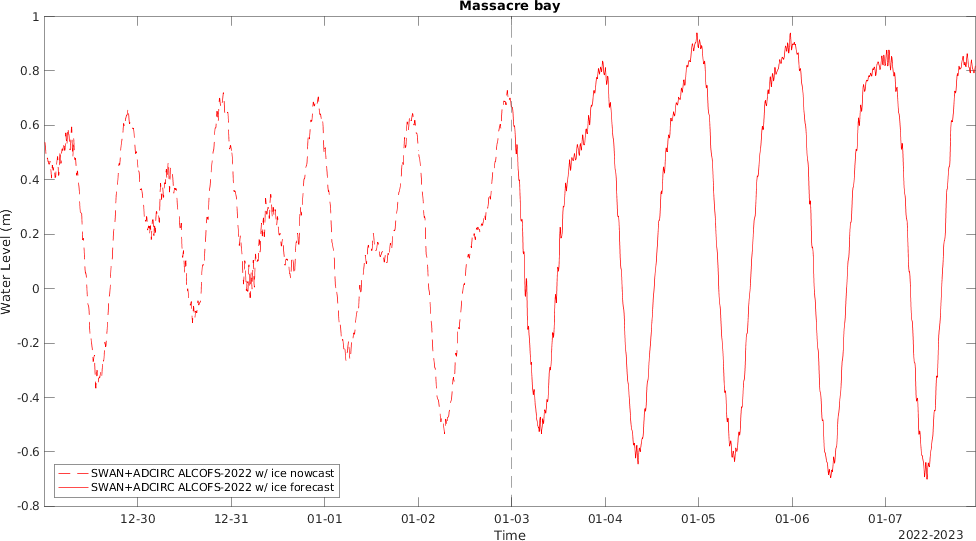 Massacre bay
Water Level (m)
1
0.8
0.6
0.4
0.2
0
-0.2
-0.4
-0.6
-0.8
SWAN+ADCIRC ALCOFS-2022 w/ ice nowcast
SWAN+ADCIRC ALCOFS-2022 w/ ice forecast
12-30 12-31 01-01 01-02 01-03 01-04 01-05 01-06 01-07
Time
2022-2023